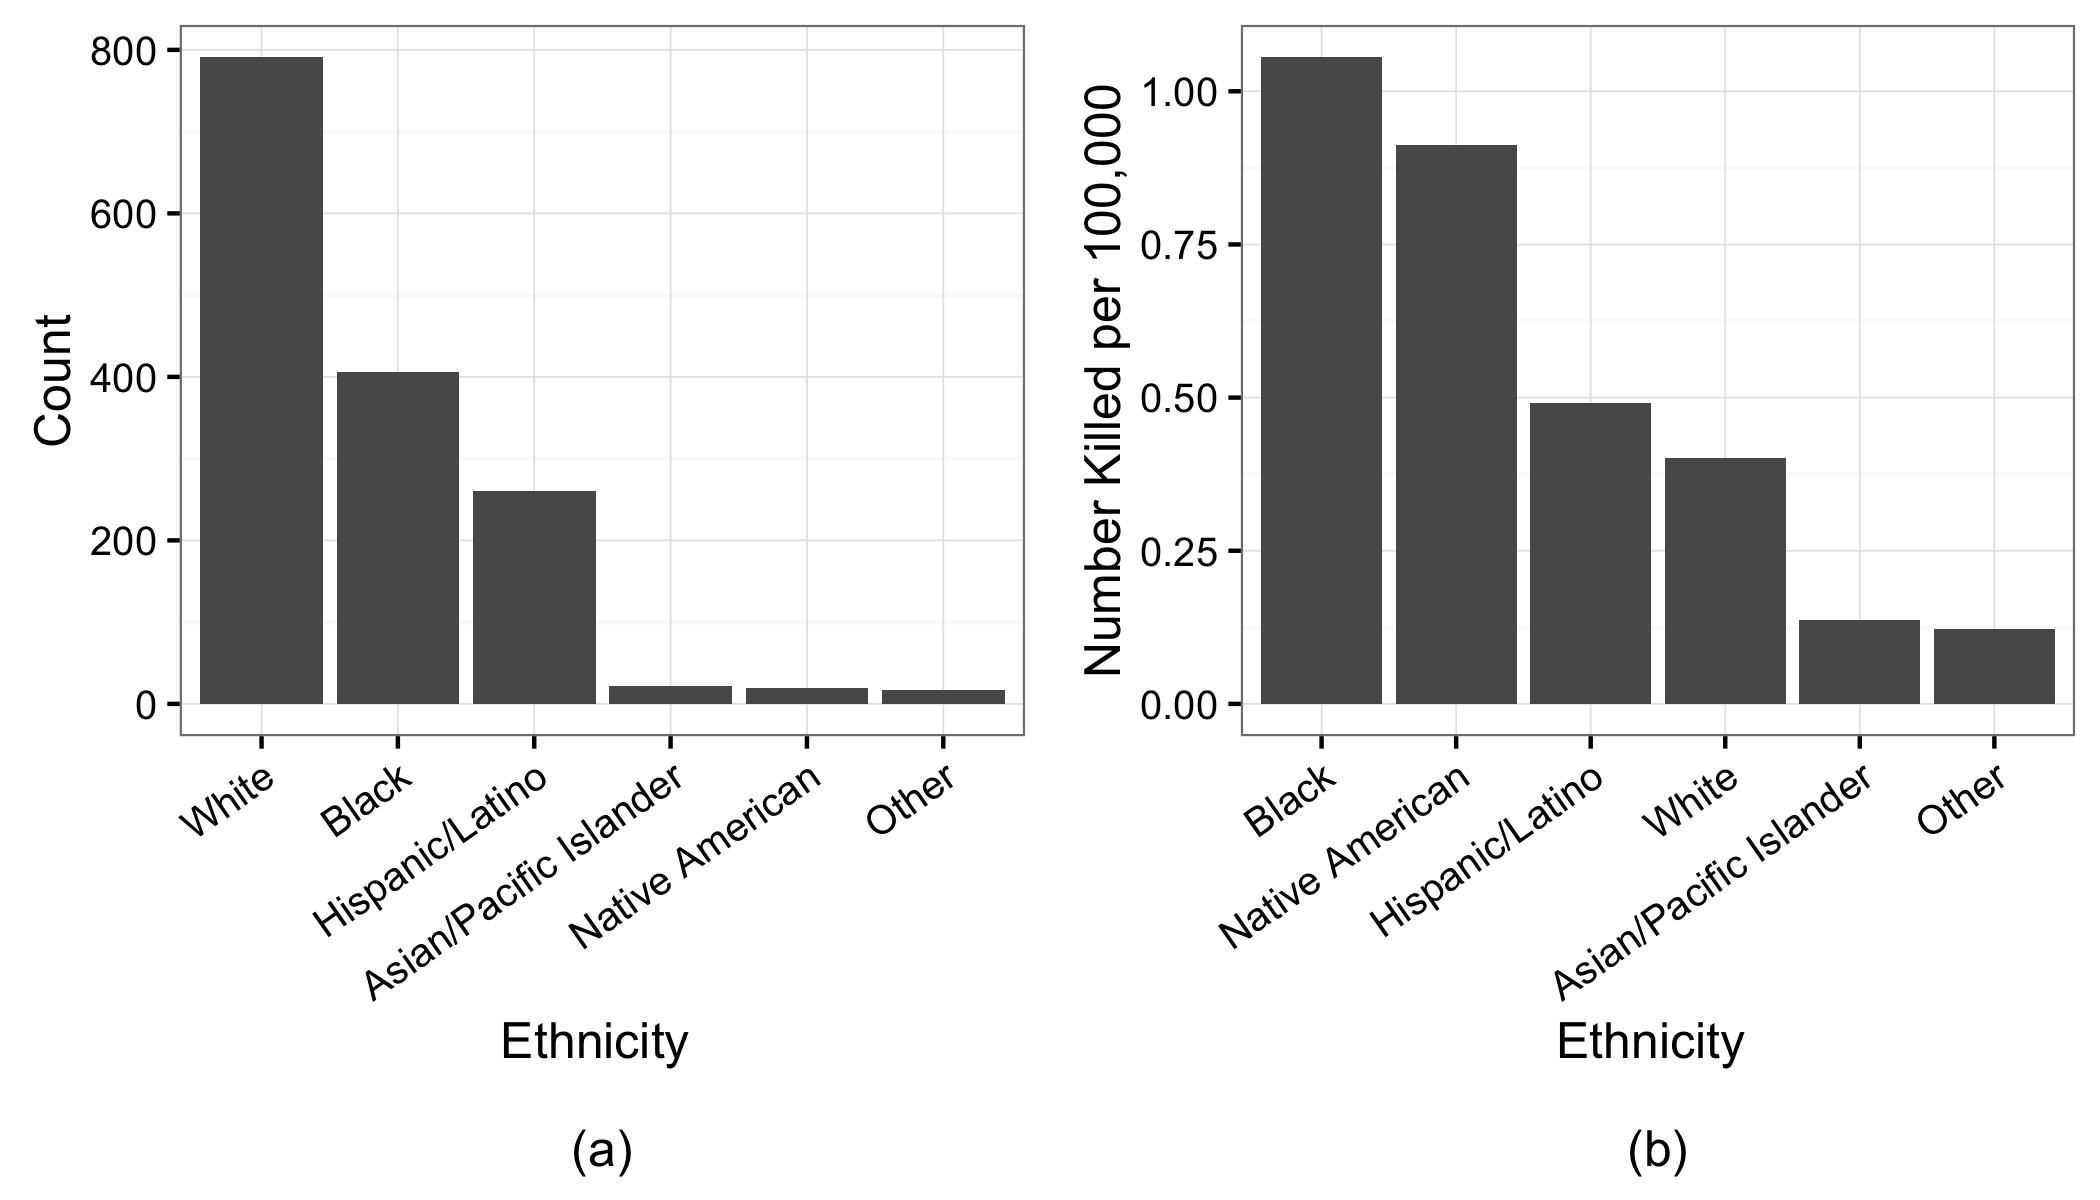 Count
800
600
400
200
0
White
Black
Hispanic/Latino
Asian/Pacific Islander
Native American
Other
Ethnicity
(a)
Number Killed per 100,000
1.00
0.75
0.50
0.25
0.00
Black
Native American
Hispanic/Latino
White
Asian/Pacific Islander
Other
Ethnicity
(b)